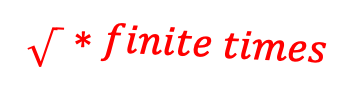 √ * finite times